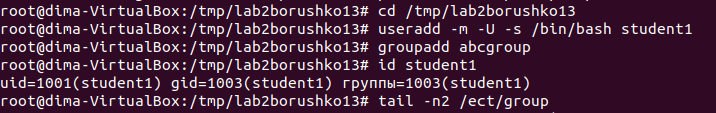 root@dima-VirtualBox:/tmp/lab2borushko13# cd /tmp/lab2borushko13
root@dima-VirtualBox:/tmp/lab2borushko13# useradd -m -U -s /bin/bash student1
root@dima-VirtualBox:/tmp/lab2borushko13# groupadd abcgroup
root@dima-VirtualBox:/tmp/lab2borushko13# id student1
uid=1001(student1) gid=1003(student1) группы=1003(student1)
root@dima-VirtualBox:/tmp/lab2borushko13# tail -n2 /ect/group